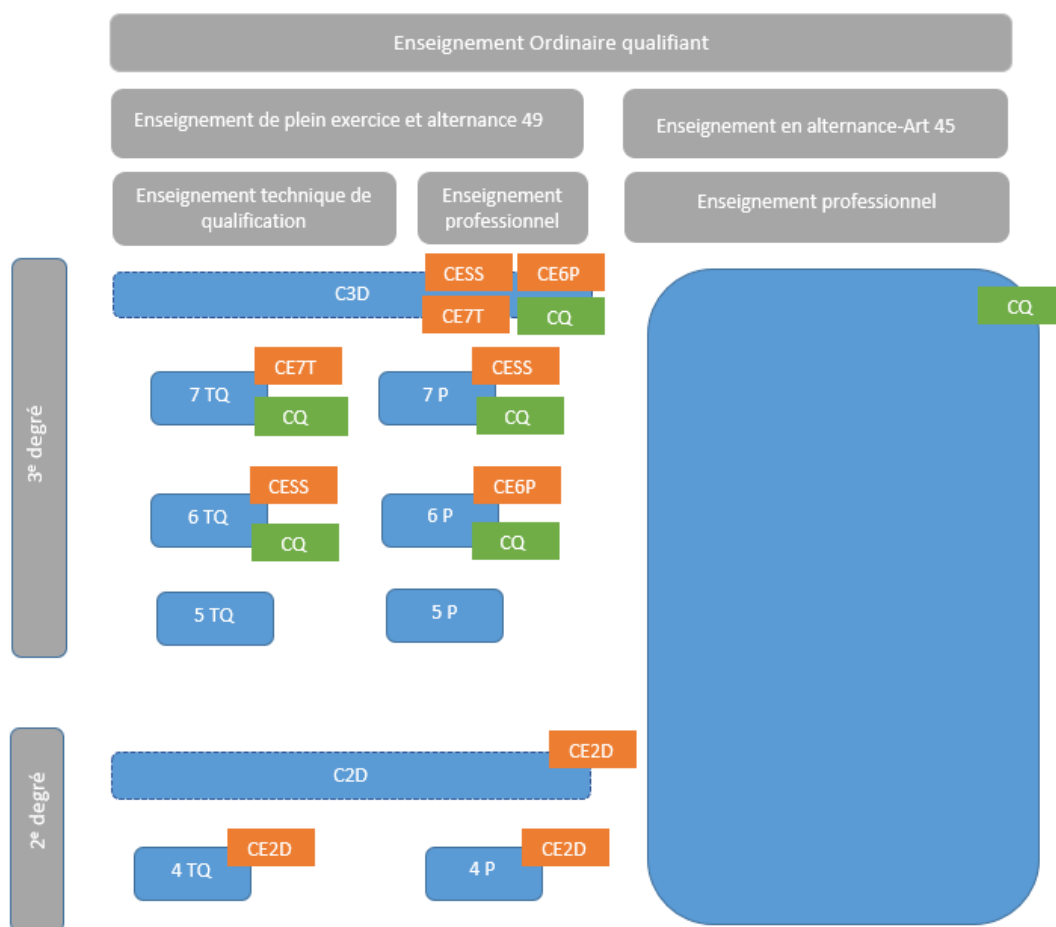 Enseignement Ordinaire qualifiant
Enseignement de plein exercice et alternance 49
Enseignement en alternance-Art 45
Enseignement technique de
qualification
Enseignement
professionnel
Enseignement professionnel
3e degré
C3D
CESS
CE6P
CE7T
CQ
CQ
7 TQ
CE7T
CQ
7 P
CESS
CQ
6 TQ
CESS
CQ
6 P
CE6P
CQ
5 TQ
5 P
2e degré
C2D
CE2D
4 TQ
CE2D
4 P
CE2D